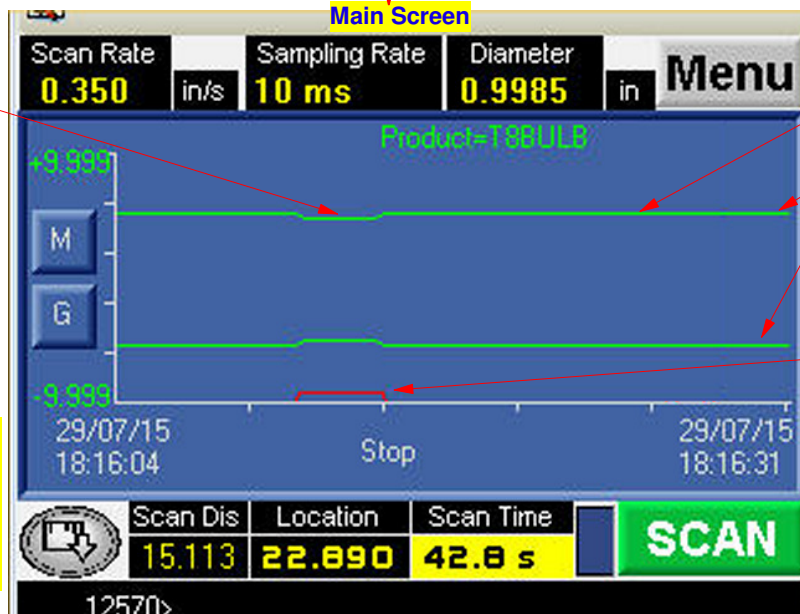 Main Screen
Scan Rate
0.350 in/s
Sampling Rate
10 ms
Diameter
0.9985 in
Menu
Product=T8BULB
+9.999
M
G
-9.999
29/07/15
18:16:04
Stop
29/07/15
18:16:31
Scan Dis
15.113
Location
22.890
Scan Time
42.8 s
SCAN
12570>